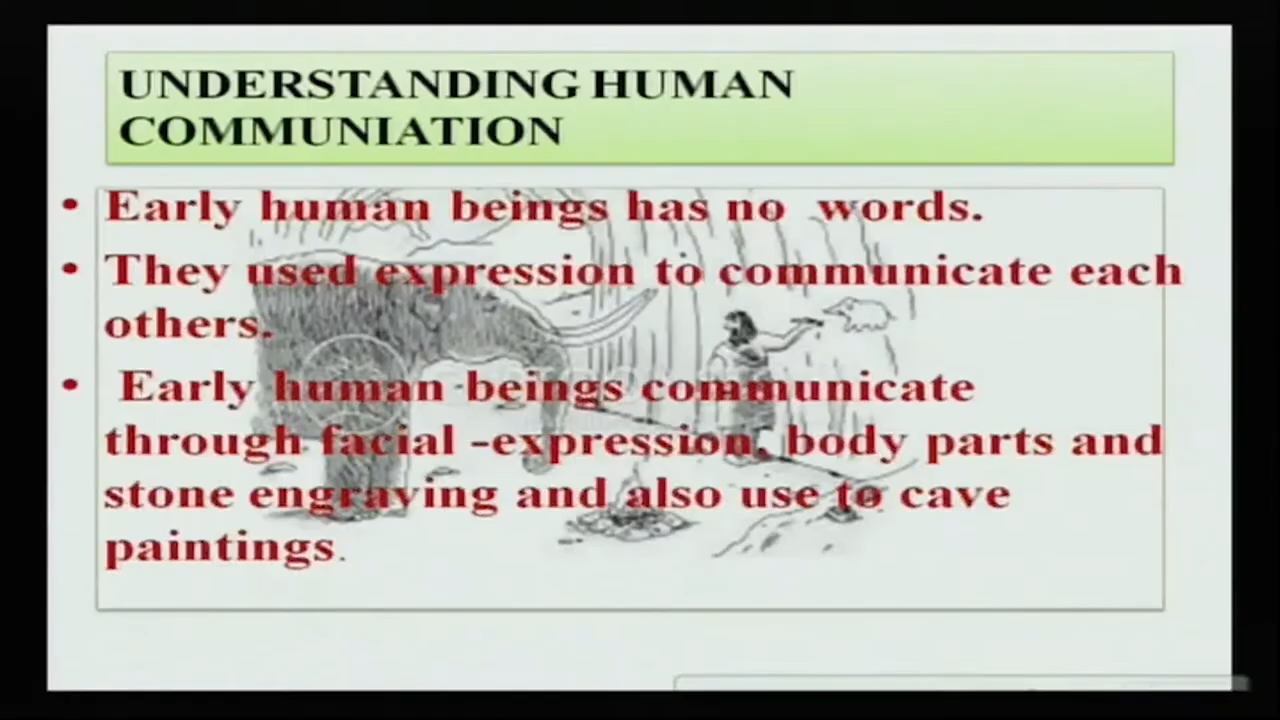 UNDERSTANDING HUMAN
COMMUNIATION
• Early human beings has no words.
• They used expression to communicate each
others.
• Early human beings communicate
through facial -expression, body parts and
stone engraving and also use to cave
paintings.